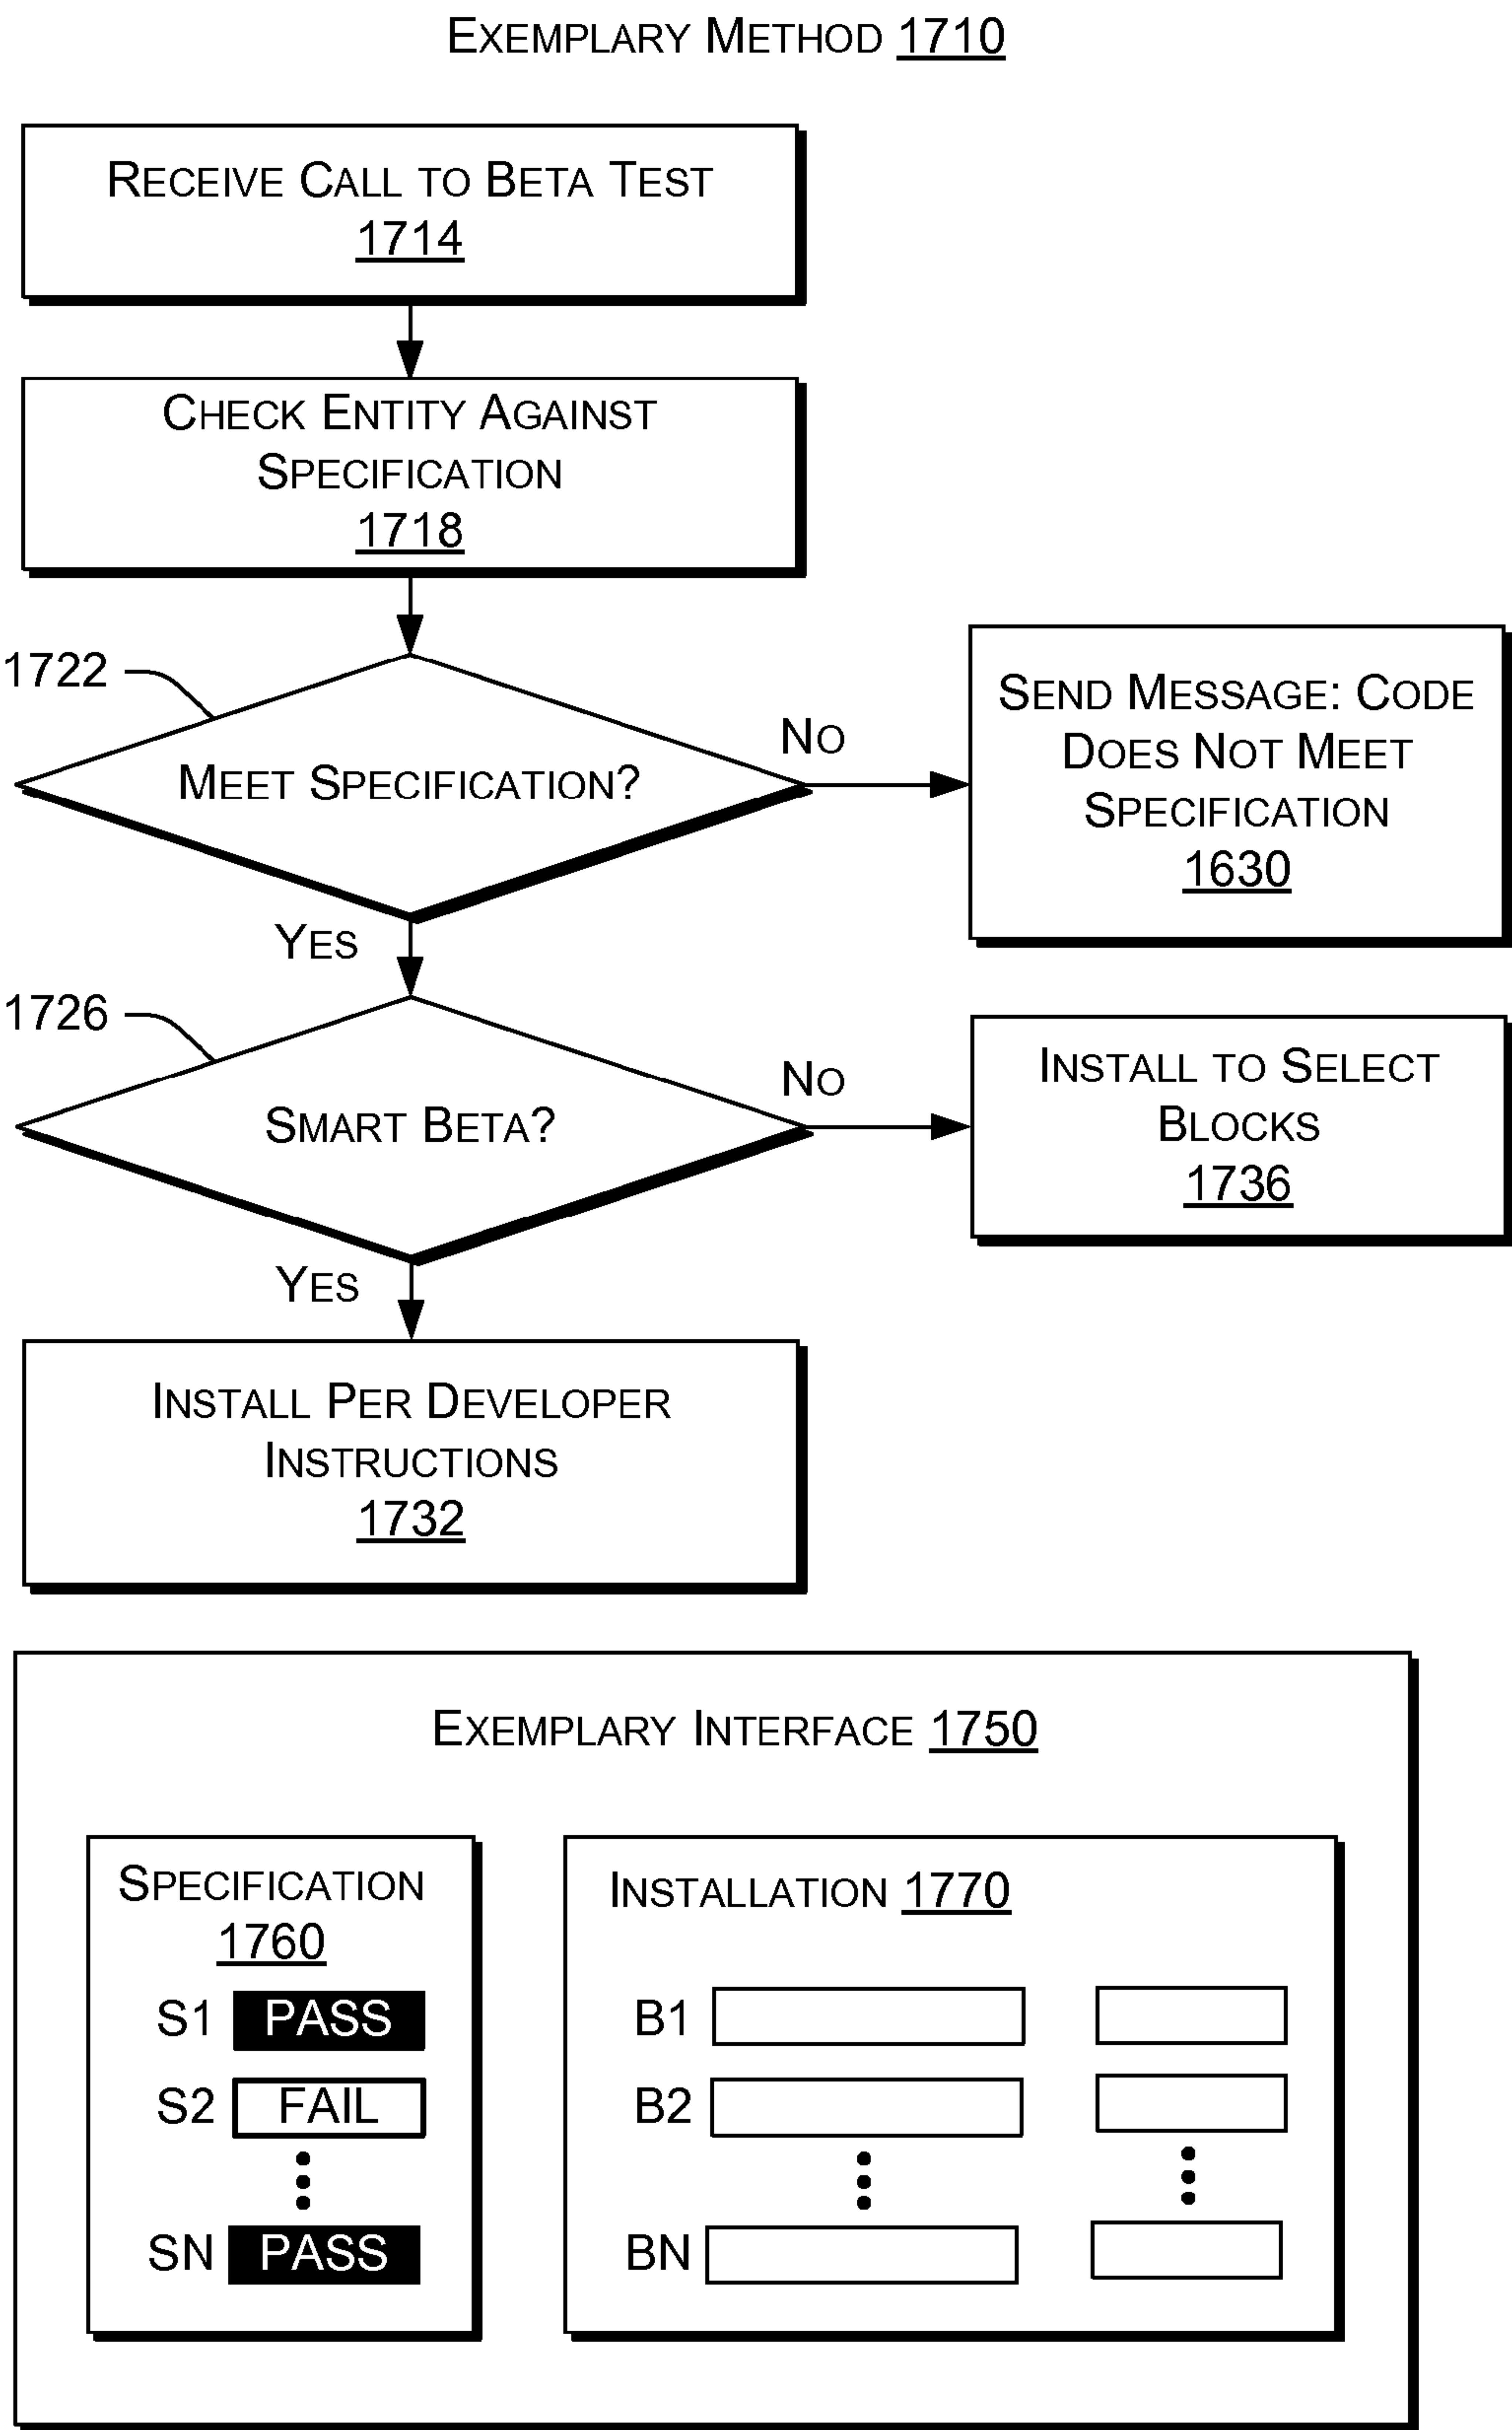 EXEMPLARY METHOD 1710
RECEIVE CALL TO BETA TEST
1714
CHECK ENTITY AGAINST
SPECIFICATION
1718
1722
MEET SPECIFICATION?
NO
SEND MESSAGE: CODE
DOES NOT MEET
SPECIFICATION
1630
YES
1726
SMART BETA?
NO
INSTALL TO SELECT
BLOCKS
1736
YES
INSTALL PER DEVELOPER
INSTRUCTIONS
1732
EXEMPLARY INTERFACE 1750
SPECIFICATION
1760
S1 PASS
S2 FAIL
SN PASS
INSTALLATION 1770
B1
B2
BN